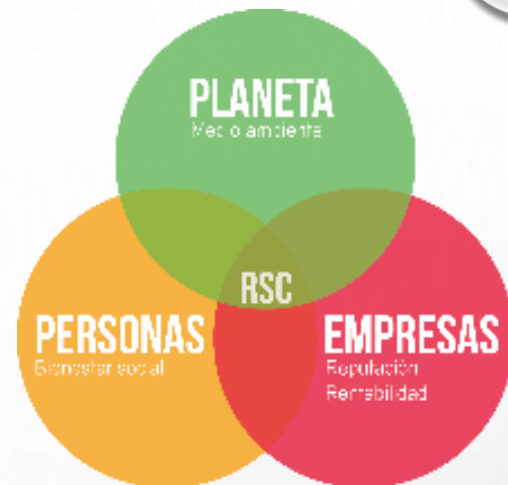 PLANETA
Medio ambiente
RSC
PERSONAS
Bienestar social
EMPRESAS
Reputación
Rentabilidad